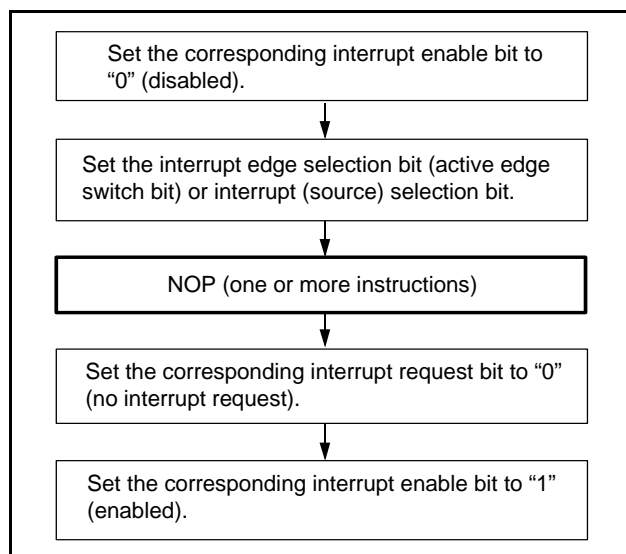 Set the corresponding interrupt enable bit to
“0” (disabled).
Set the interrupt edge selection bit (active edge
switch bit) or interrupt (source) selection bit.
NOP (one or more instructions)
Set the corresponding interrupt request bit to “0”
(no interrupt request).
Set the corresponding interrupt enable bit to “1”
(enabled).